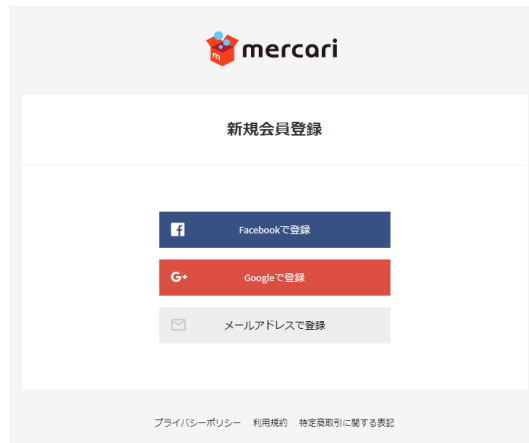 mercari
新規会員登録
Facebookで登録
Googleで登録
メールアドレスで登録
プライバシーポリシー 利用規約 特定商取引に関する表記